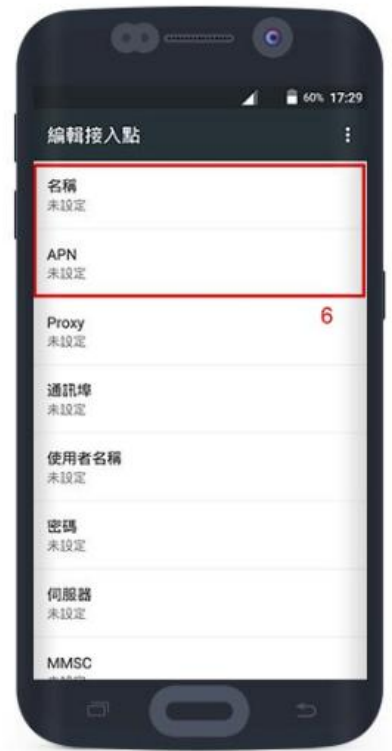 60% 17:29
編輯接入點
名稱
未設定
APN
未設定
6
Proxy
未設定
通訊埠
未設定
使用者名稱
未設定
密碼
未設定
伺服器
未設定
MMSC